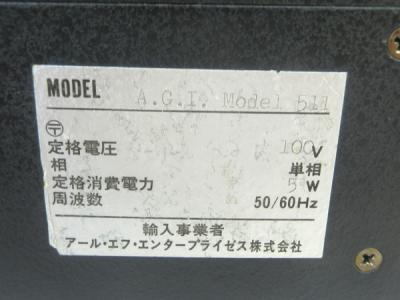 MODEL A.G.I. Model 511
〒
定格電圧 100V
相 単相
定格消費電力 5W
周波数 50/60Hz
輸入事業者
アール・エフ・エンタープライゼス株式会社